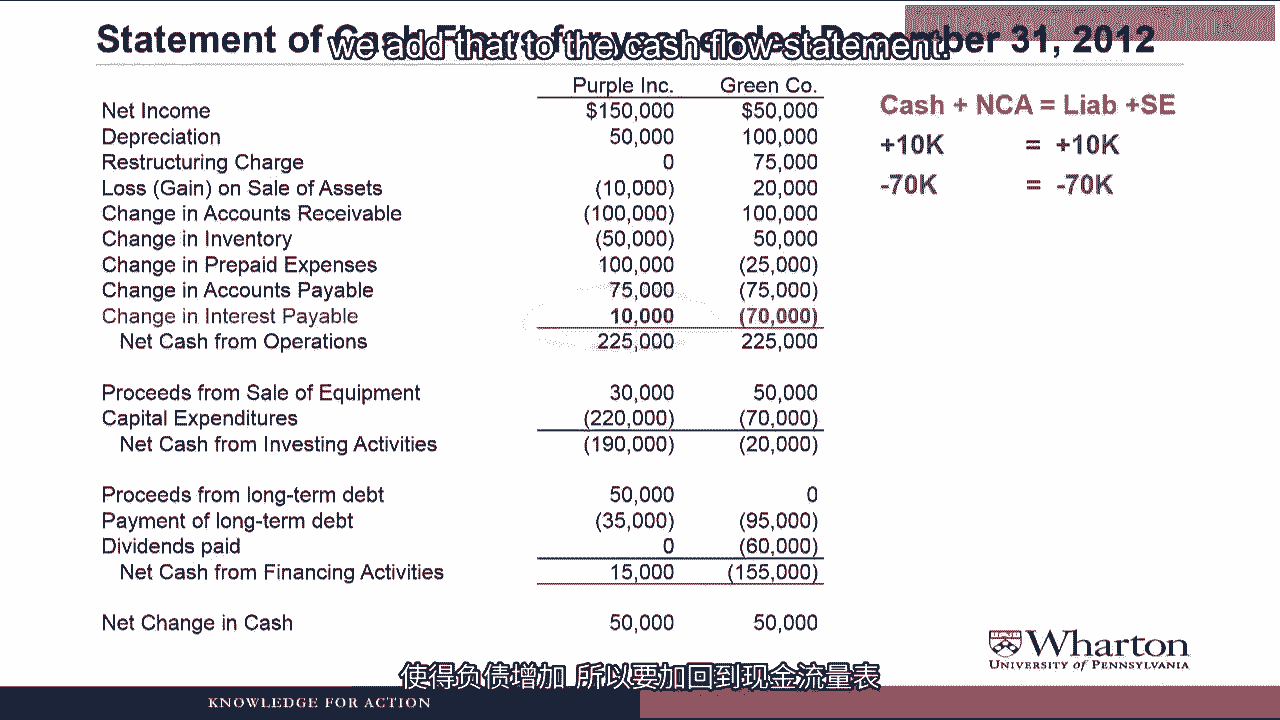 Statement of Cash Flows for year ended December 31, 2012
we add that to the cash flow statement.
Purple Inc. Green Co.
Net Income $150,000 $50,000
Depreciation 50,000 100,000
Restructuring Charge 0 75,000
Loss (Gain) on Sale of Assets (10,000) 20,000
Change in Accounts Receivable (100,000) 100,000
Change in Inventory (50,000) 50,000
Change in Prepaid Expenses 100,000 (25,000)
Change in Accounts Payable 75,000 (75,000)
Change in Interest Payable 10,000 (70,000)
Net Cash from Operations 225,000 225,000
Proceeds from Sale of Equipment 30,000 50,000
Capital Expenditures (220,000) (70,000)
Net Cash from Investing Activities (190,000) (20,000)
Proceeds from long-term debt 50,000 0
Payment of long-term debt (35,000) (95,000)
Dividends paid 0 (60,000)
Net Cash from Financing Activities 15,000 (155,000)
Net Change in Cash 50,000 50,000
Cash + NCA = Liab +SE
+10K = +10K
-70K = -70K
Wharton
UNIVERSITY of PENNSYLVANIA
使得负债增加 所以要加回到现金流量表
KNOWLEDGE FOR ACTION